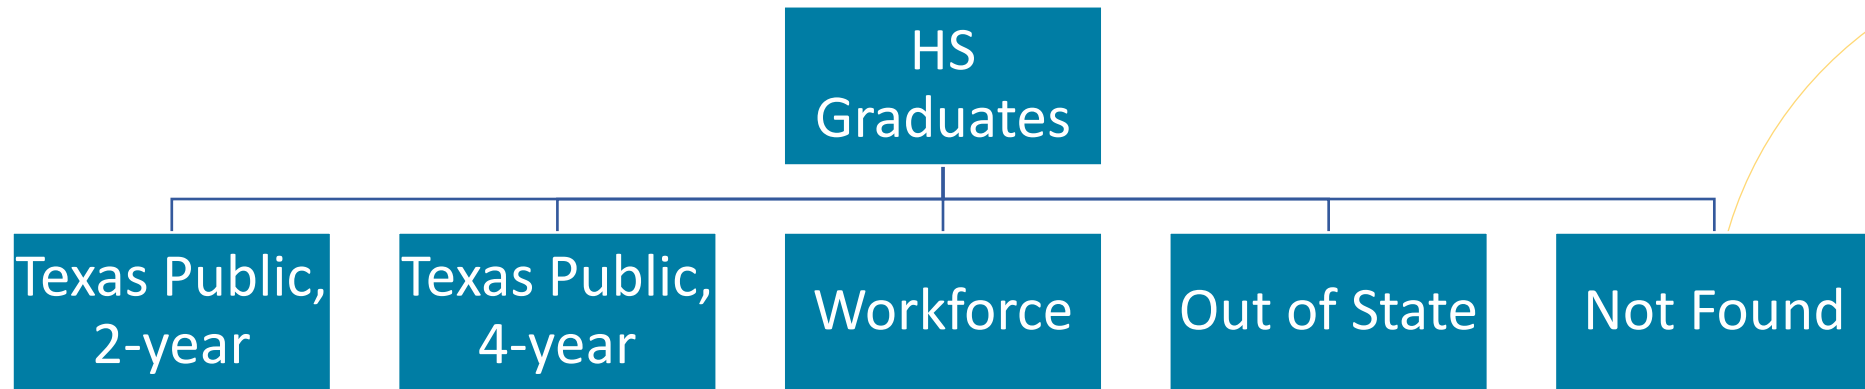 HS
Graduates
Texas Public,
2-year
Texas Public,
4-year
Workforce
Out of State
Not Found